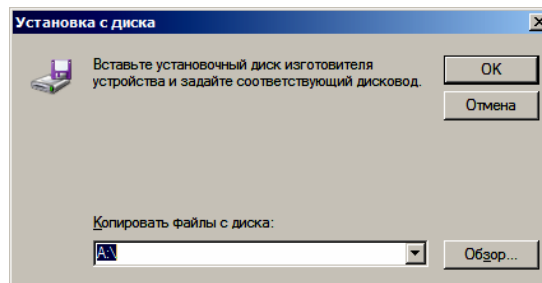 Установка с диска
Вставьте установочный диск изготовителя
устройства и задайте соответствующий дисковод.
OK
Отмена
Копировать файлы с диска:
A:\
Обзор...